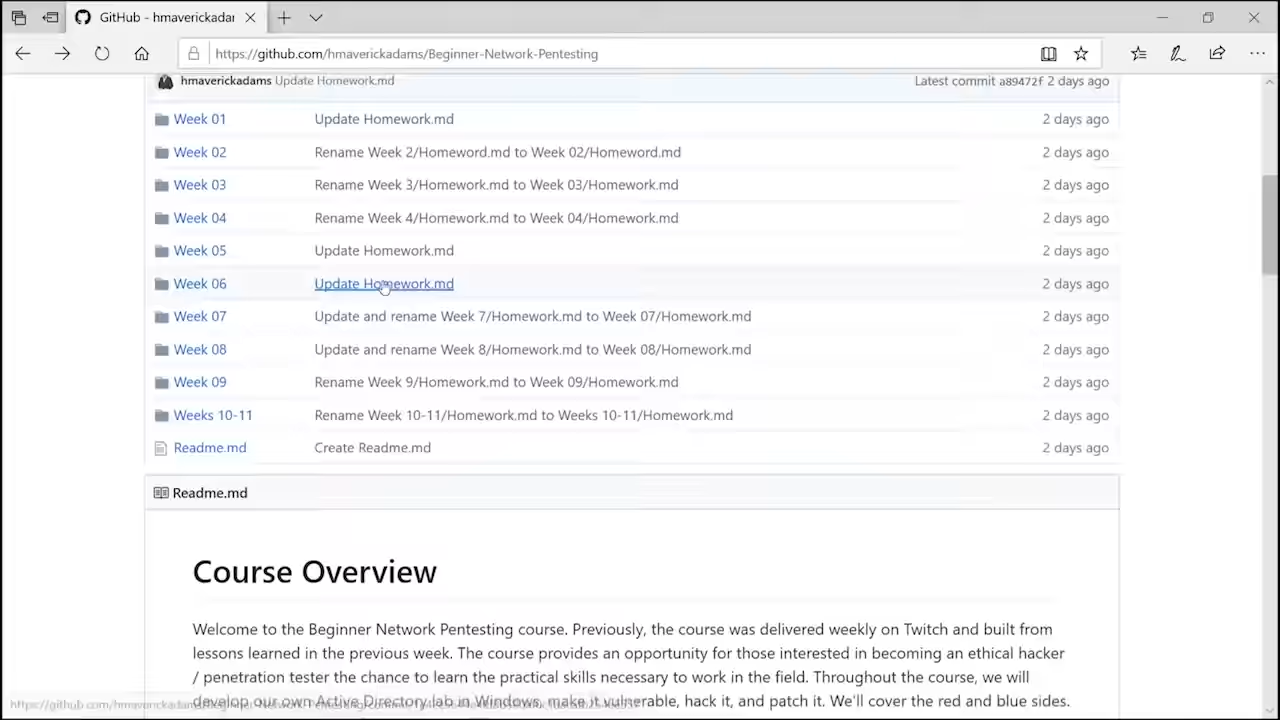 GitHub - hmaverickadar
https://github.com/hmaverickadams/Beginner-Network-Pentesting
hmaverickadams Update Homework.md Latest commit a89472f 2 days ago
Week 01 Update Homework.md 2 days ago
Week 02 Rename Week 2/Homeword.md to Week 02/Homeword.md 2 days ago
Week 03 Rename Week 3/Homework.md to Week 03/Homework.md 2 days ago
Week 04 Rename Week 4/Homework.md to Week 04/Homework.md 2 days ago
Week 05 Update Homework.md 2 days ago
Week 06 Update Homework.md 2 days ago
Week 07 Update and rename Week 7/Homework.md to Week 07/Homework.md 2 days ago
Week 08 Update and rename Week 8/Homework.md to Week 08/Homework.md 2 days ago
Week 09 Rename Week 9/Homework.md to Week 09/Homework.md 2 days ago
Weeks 10-11 Rename Week 10-11/Homework.md to Weeks 10-11/Homework.md 2 days ago
Readme.md Create Readme.md 2 days ago
Readme.md
Course Overview
Welcome to the Beginner Network Pentesting course. Previously, the course was delivered weekly on Twitch and built from
lessons learned in the previous week. The course provides an opportunity for those interested in becoming an ethical hacker
/ penetration tester the chance to learn the practical skills necessary to work in the field. Throughout the course, we will
develop our own Active Directory lab in Windows, make it vulnerable, hack it, and patch it. We'll cover the red and blue sides.